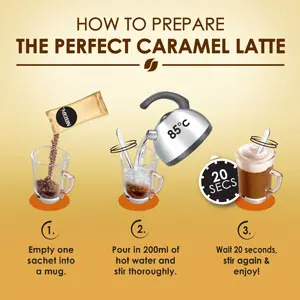 HOW TO PREPARE
THE PERFECT CARAMEL LATTE
85°C
20
SECS
1.
2.
3.
Empty one
sachet into
a mug.
Pour in 200ml of
hot water and
stir thoroughly.
Wait 20 seconds,
stir again &
enjoy!